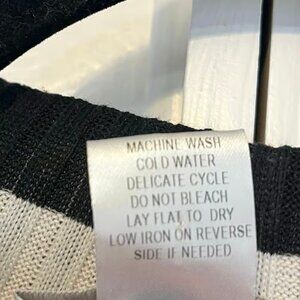 MACHINE WASH
COLD WATER
DELICATE CYCLE
DO NOT BLEACH
LAY FLAT TO DRY
LOW IRON ON REVERSE
SIDE IF NEEDED